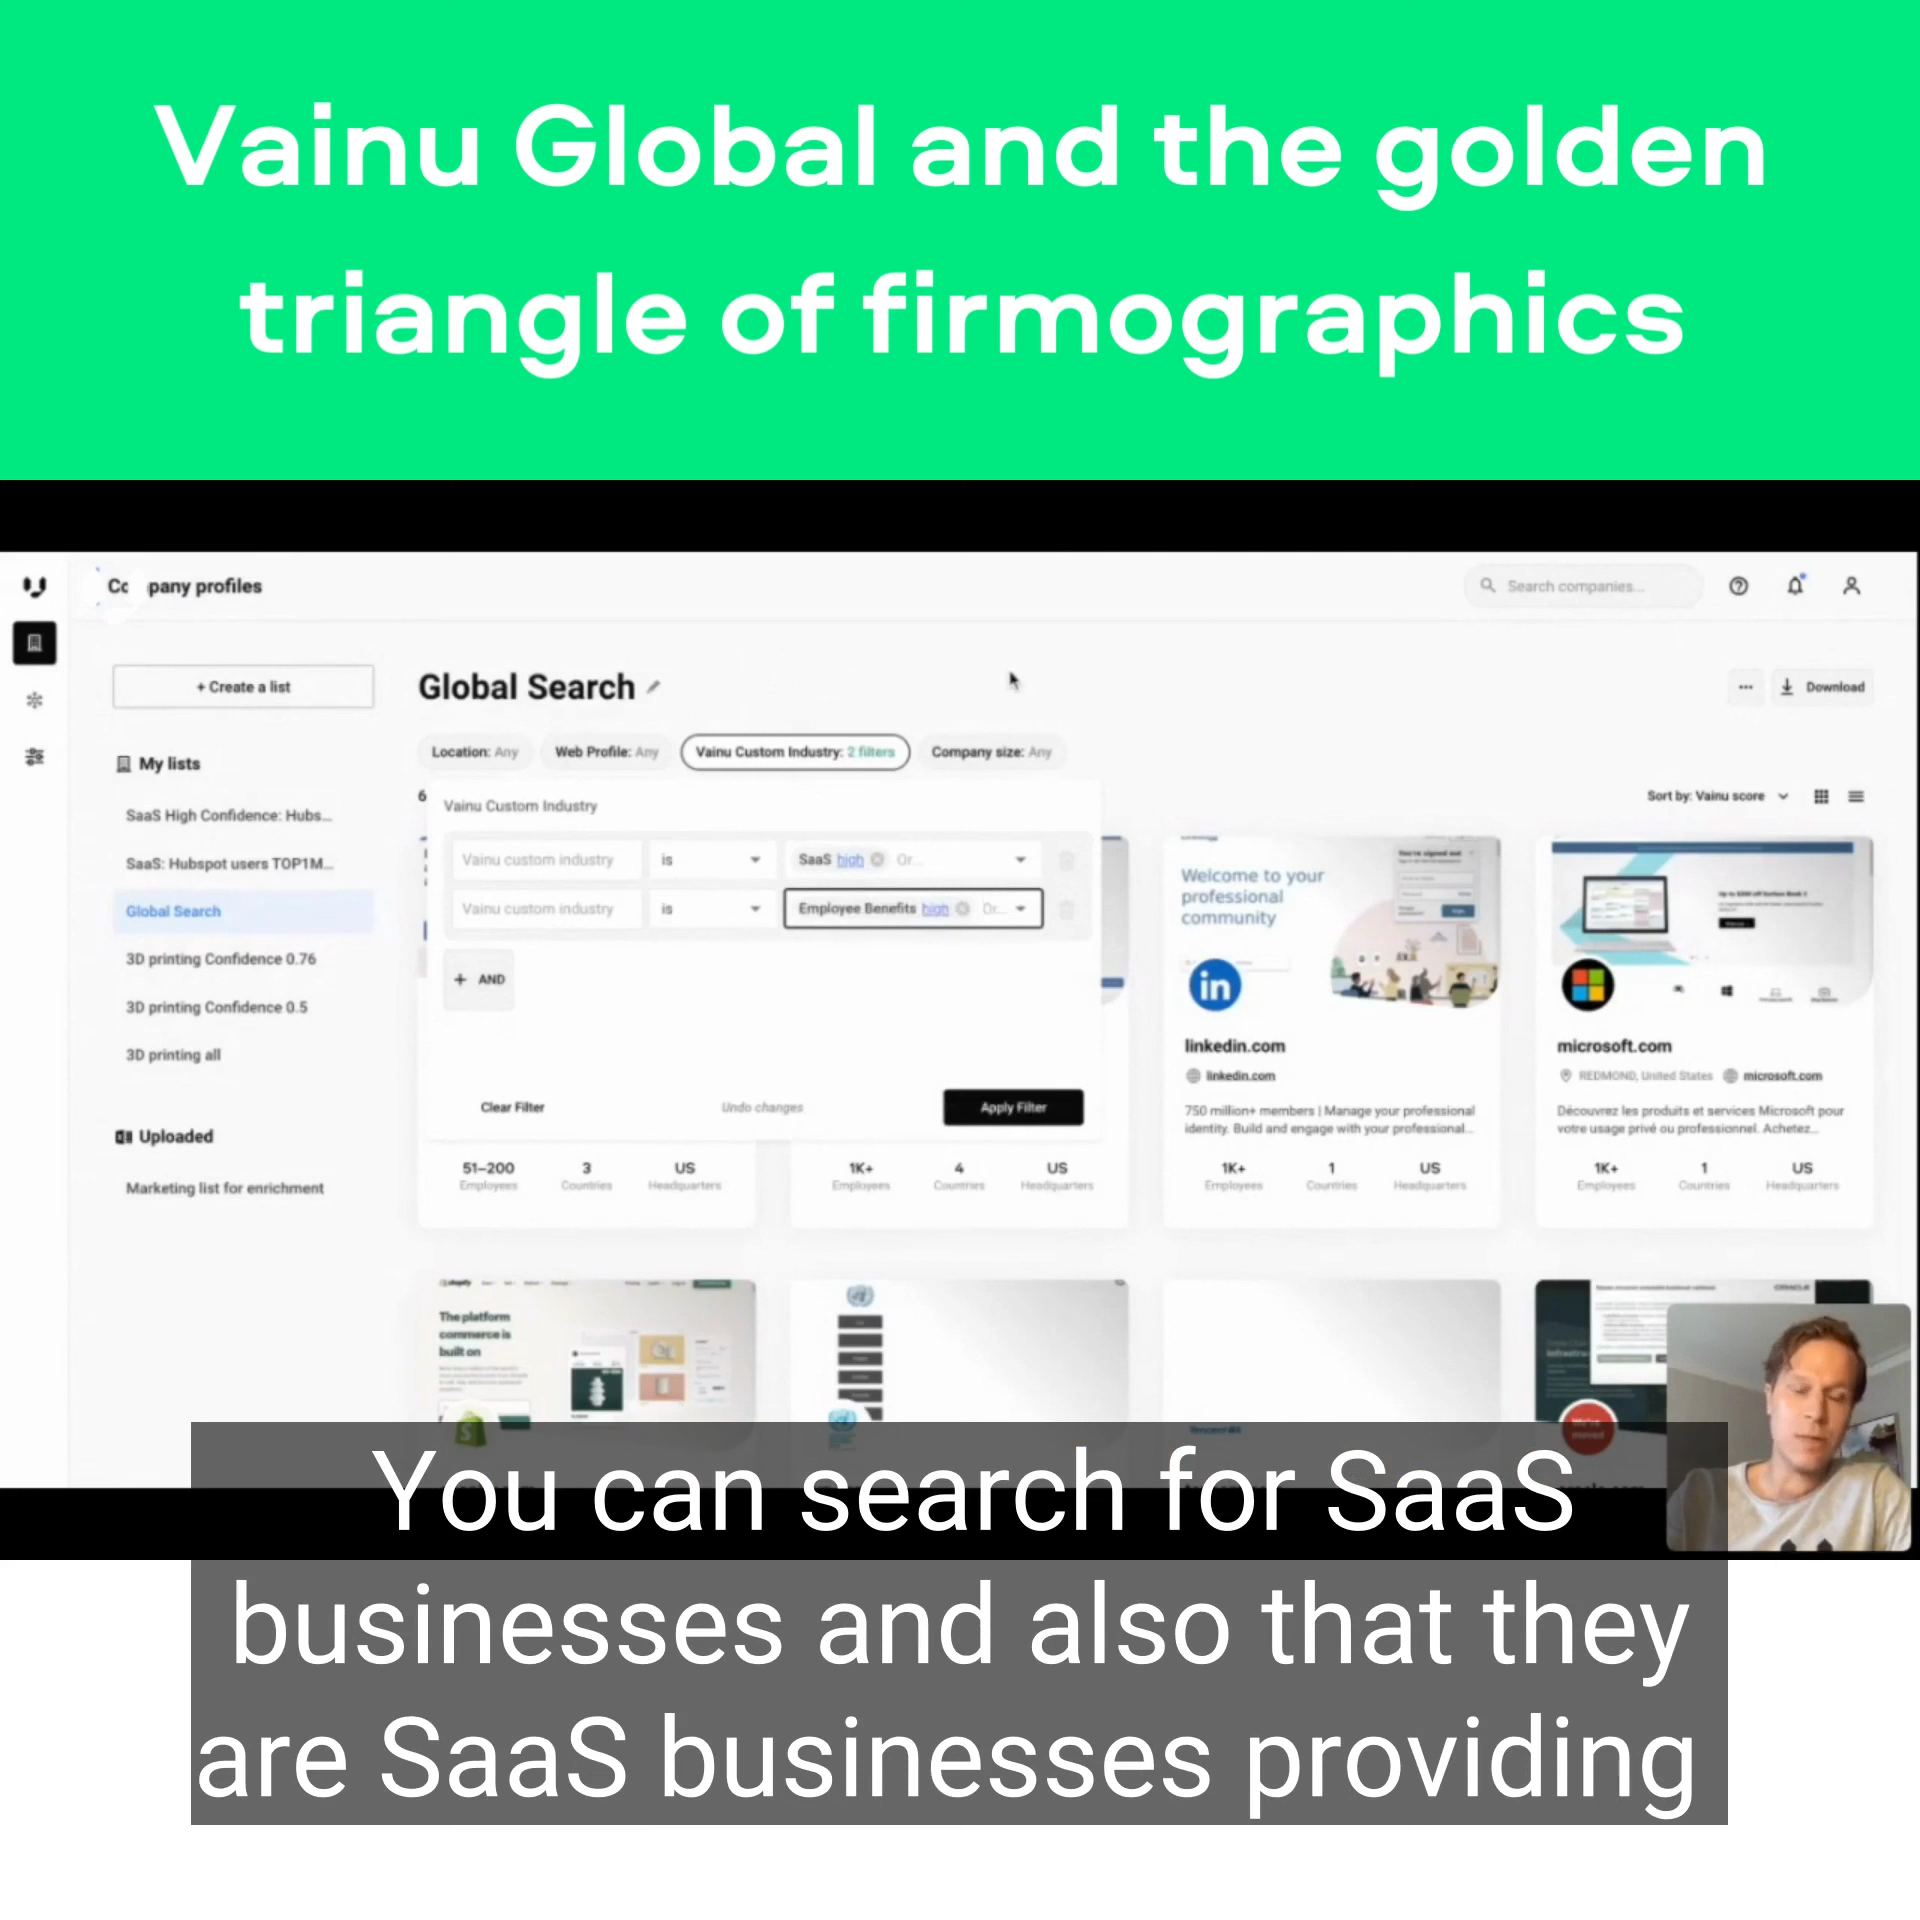 Vainu Global and the golden
triangle of firmographics
Co pany profiles
Search companies...
+ Create a list
Global Search
Download
Location: Any
Web Profile: Any
Vainu Custom Industry: 2 filters
Company size: Any
My lists
SaaS High Confidence: Hubs...
SaaS: Hubspot users TOP1M...
Global Search
3D printing Confidence 0.76
3D printing Confidence 0.5
3D printing all
Uploaded
Marketing list for enrichment
6
Sort by: Vainu score
Vainu Custom Industry
Vainu custom industry is SaaS high Or...
Vainu custom industry is Employee Benefits high Or...
+ AND
Clear Filter
Undo changes
Apply Filter
51–200 3 US
Employees Countries Headquarters
1K+ 4 US
Employees Countries Headquarters
Welcome to your
professional
community
in
linkedin.com
linkedin.com
750 million+ members | Manage your professional
identity. Build and engage with your professional...
1K+ 1 US
Employees Countries Headquarters
microsoft.com
REDMOND, United States microsoft.com
Découvrez les produits et services Microsoft pour
votre usage privé ou professionnel. Achetez...
1K+ 1 US
Employees Countries Headquarters
shopify
The platform
commerce is
built on
We've
moved
You can search for SaaS
businesses and also that they
are SaaS businesses providing